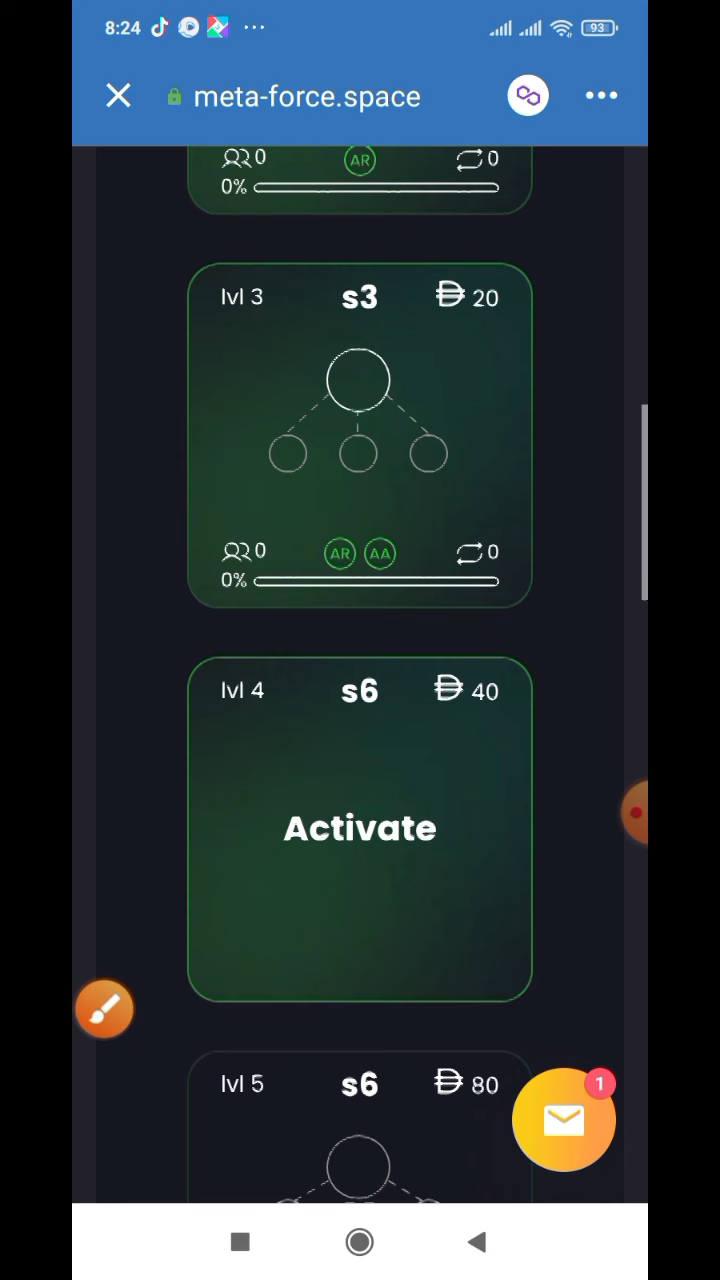 8:24 93
meta-force.space
0 AR 0
0%
lvl 3 s3 20
0 AR AA 0
0%
lvl 4 s6 40
Activate
lvl 5 s6 80
1